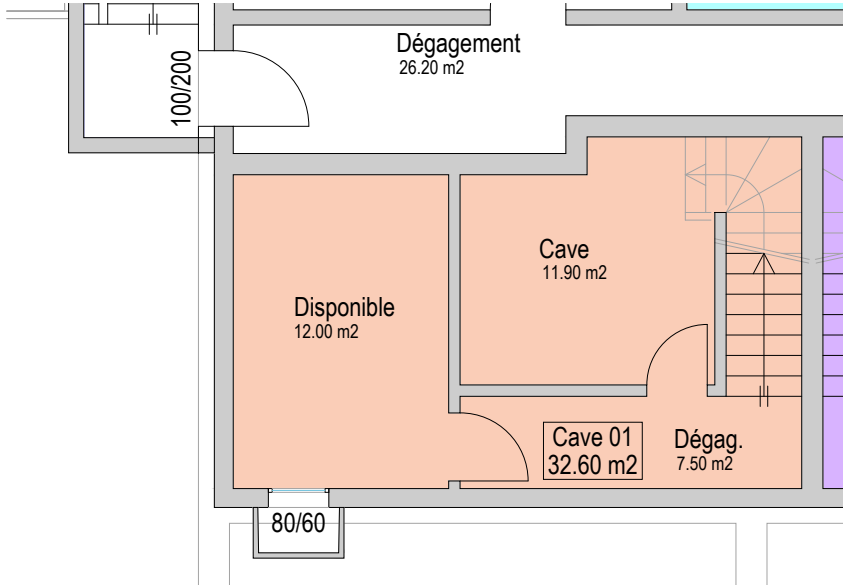 Dégagement
26.20 m2
100/200
Cave
11.90 m2
Disponible
12.00 m2
Cave 01
32.60 m2
Dégag.
7.50 m2
80/60